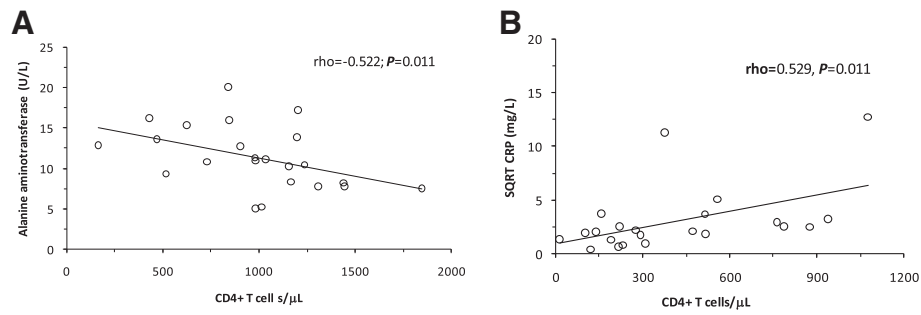 A
rho=-0.522; P=0.011
Alanine aminotransferase (U/L)
25
20
15
10
5
0
0 500 1000 1500 2000
CD4+ T cell s/µL
B
rho=0.529, P=0.011
SQRT CRP (mg/L)
20
15
10
5
0
0 300 600 900 1200
CD4+ T cells/µL